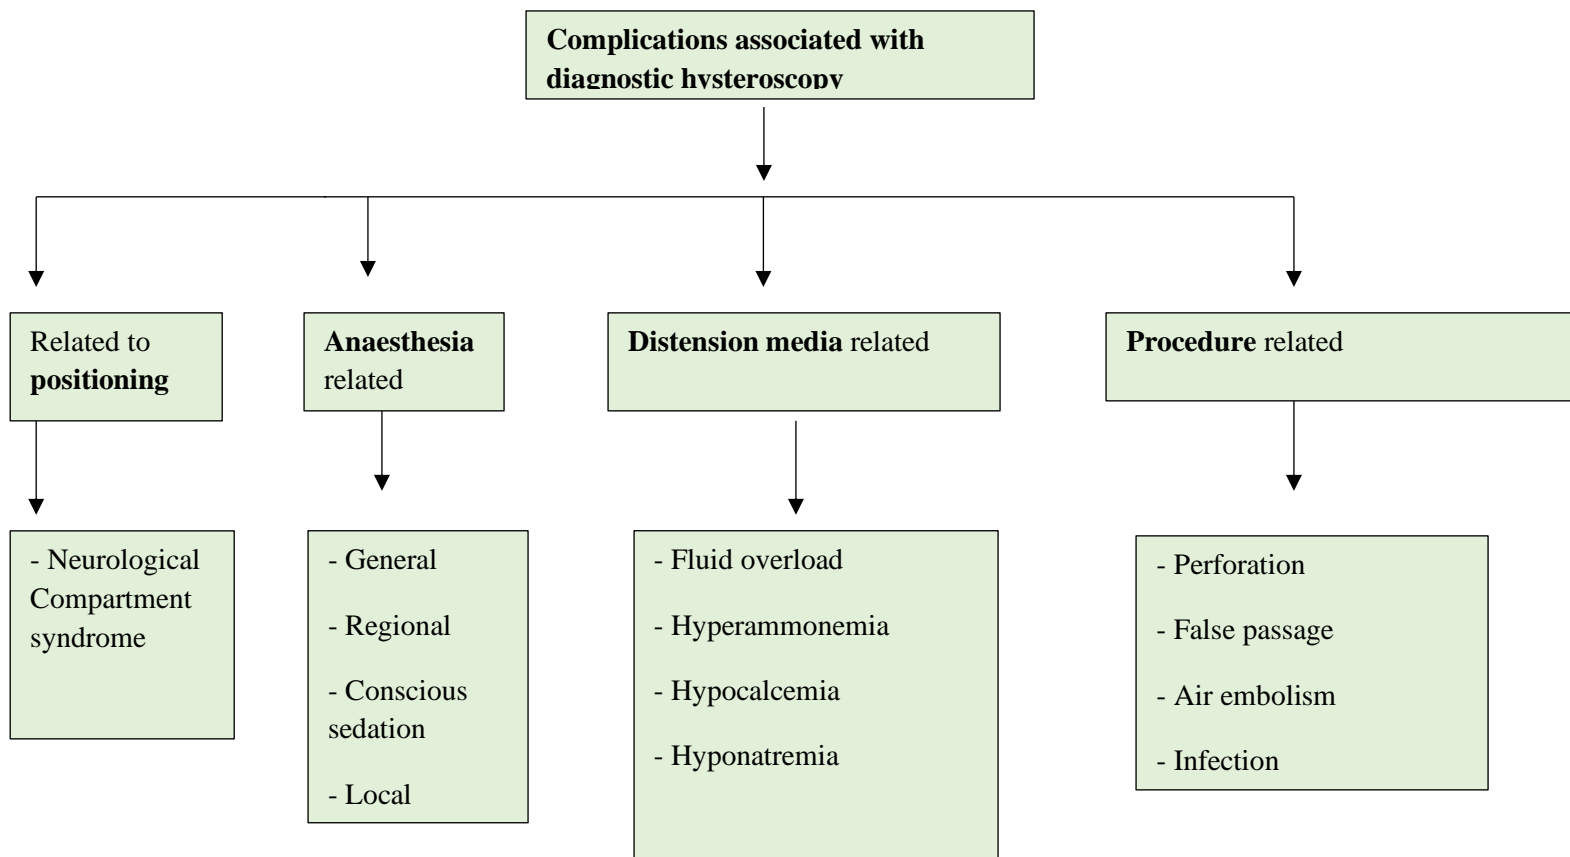 Complications associated with
diagnostic hysteroscopy
Related to
positioning
Anaesthesia
related
Distension media related
Procedure related
- Neurological
Compartment
syndrome
- General
- Regional
- Conscious
sedation
- Local
- Fluid overload
- Hyperammonemia
- Hypocalcemia
- Hyponatremia
- Perforation
- False passage
- Air embolism
- Infection